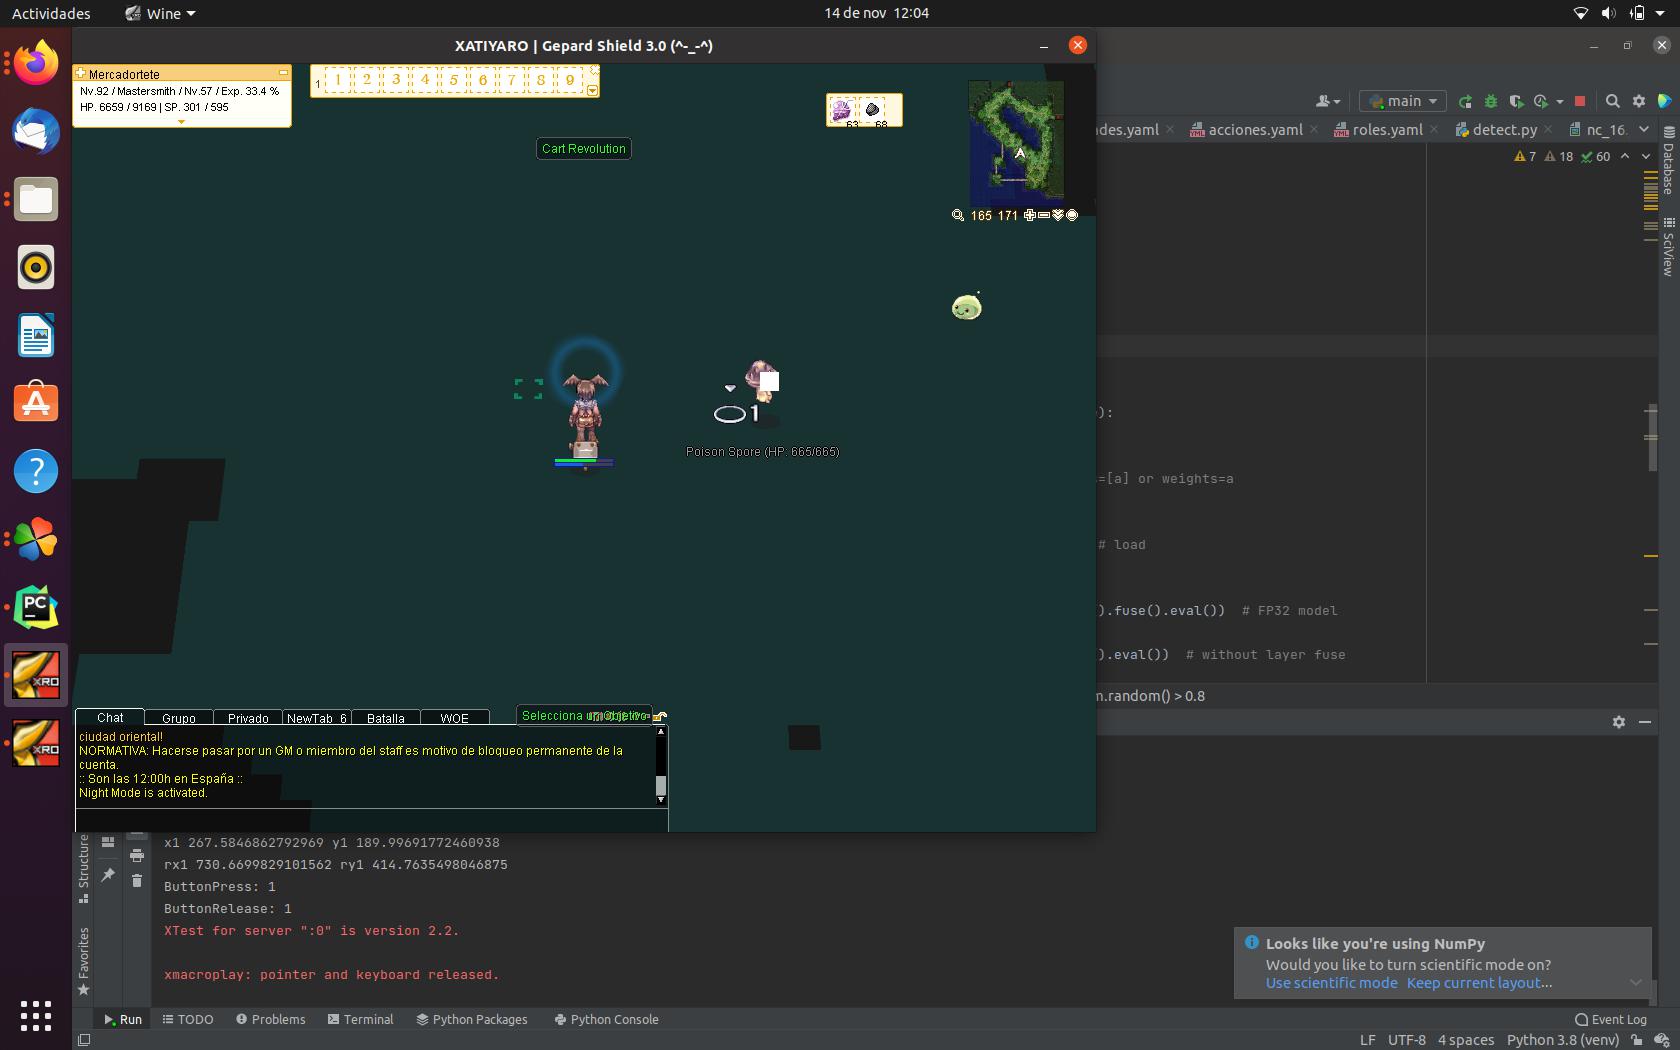 Actividades
Wine
14 de nov 12:04
XATIYARO | Gepard Shield 3.0 (^-_-^)
Mercadortete
Nv.92 / Mastersmith / Nv.57 / Exp. 33.4 %
HP. 6659 / 9169 | SP. 301 / 595
1
1 2 3 4 5 6 7 8 9
63 68
Cart Revolution
165 171
main
des.yaml
acciones.yaml
roles.yaml
detect.py
nc_16.
7 18 60
Database
SciView
):
=[a] or weights=a
# load
).fuse().eval()) # FP32 model
).eval()) # without layer fuse
m.random() > 0.8
1
Poison Spore (HP: 665/665)
PC
XRO
XRO
Chat
Grupo
Privado
NewTab_6
Batalla
WOE
Selecciona un objetivo
ciudad oriental!
NORMATIVA: Hacerse pasar por un GM o miembro del staff es motivo de bloqueo permanente de la
cuenta.
:: Son las 12:00h en España ::
Night Mode is activated.
Structure
Favorites
x1 267.5846862792969 y1 189.99691772460938
rx1 730.6699829101562 ry1 414.7635498046875
ButtonPress: 1
ButtonRelease: 1
XTest for server ":0" is version 2.2.
xmacroplay: pointer and keyboard released.
Looks like you're using NumPy
Would you like to turn scientific mode on?
Use scientific mode Keep current layout...
Run
TODO
Problems
Terminal
Python Packages
Python Console
Event Log
LF UTF-8 4 spaces Python 3.8 (venv)